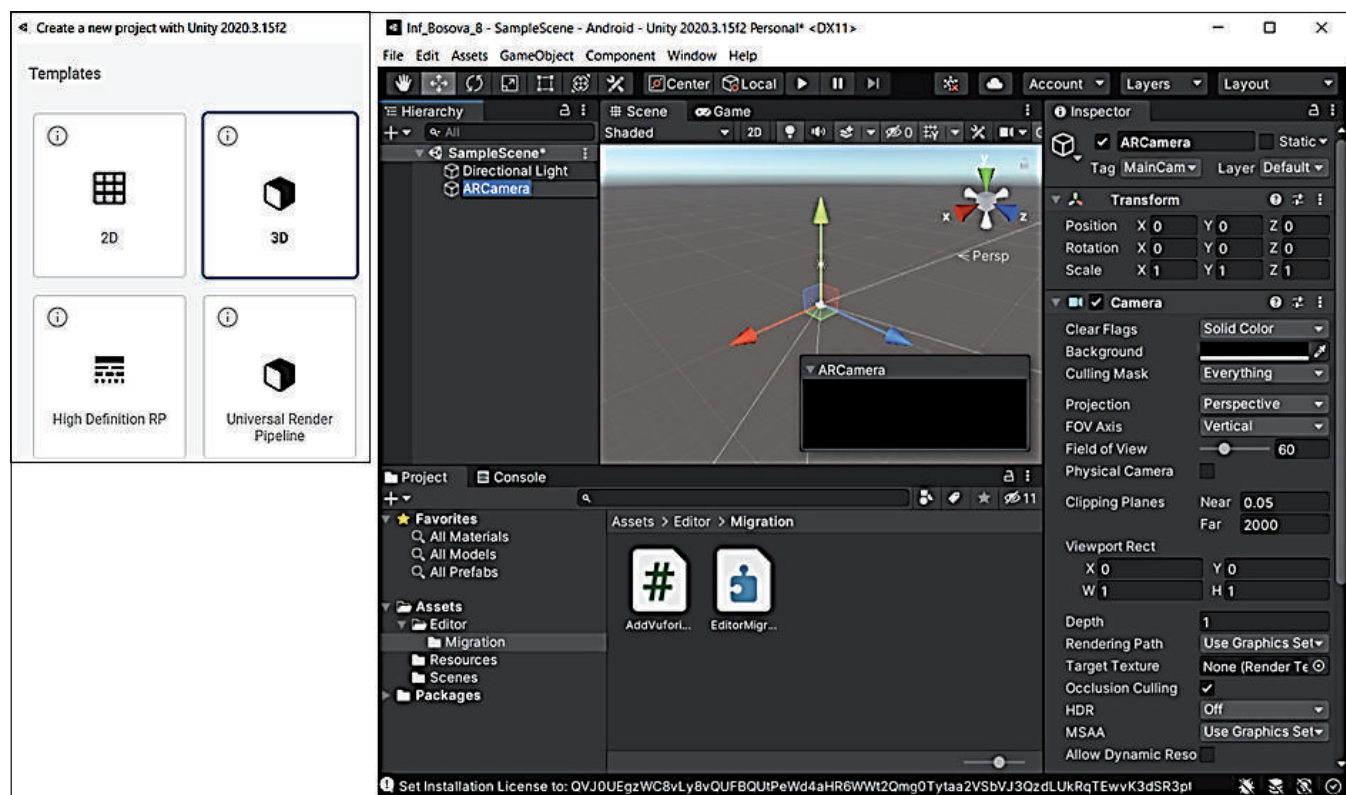 Create a new project with Unity 2020.3.15f2
Templates
2D
3D
High Definition RP
Universal Render
Pipeline
Inf_Bosova_8 - SampleScene - Android - Unity 2020.3.15f2 Personal* <DX11>
File Edit Assets GameObject Component Window Help
Center Local Account Layers Layout
Hierarchy
All
SampleScene*
Directional Light
ARCamera
Scene Game
Shaded 2D 0
y
x z
Persp
ARCamera
Project Console
11
Favorites
All Materials
All Models
All Prefabs
Assets
Editor
Migration
Resources
Scenes
Packages
Assets > Editor > Migration
#
AddVufori... EditorMigr...
Inspector
ARCamera Static
Tag MainCam Layer Default
Transform
Position X 0 Y 0 Z 0
Rotation X 0 Y 0 Z 0
Scale X 1 Y 1 Z 1
Camera
Clear Flags Solid Color
Background
Culling Mask Everything
Projection Perspective
FOV Axis Vertical
Field of View 60
Physical Camera
Clipping Planes Near 0.05
Far 2000
Viewport Rect
X 0 Y 0
W 1 H 1
Depth 1
Rendering Path Use Graphics Set
Target Texture None (Render Te
Occlusion Culling
HDR Off
MSAA Use Graphics Set
Allow Dynamic Reso
Set Installation License to: